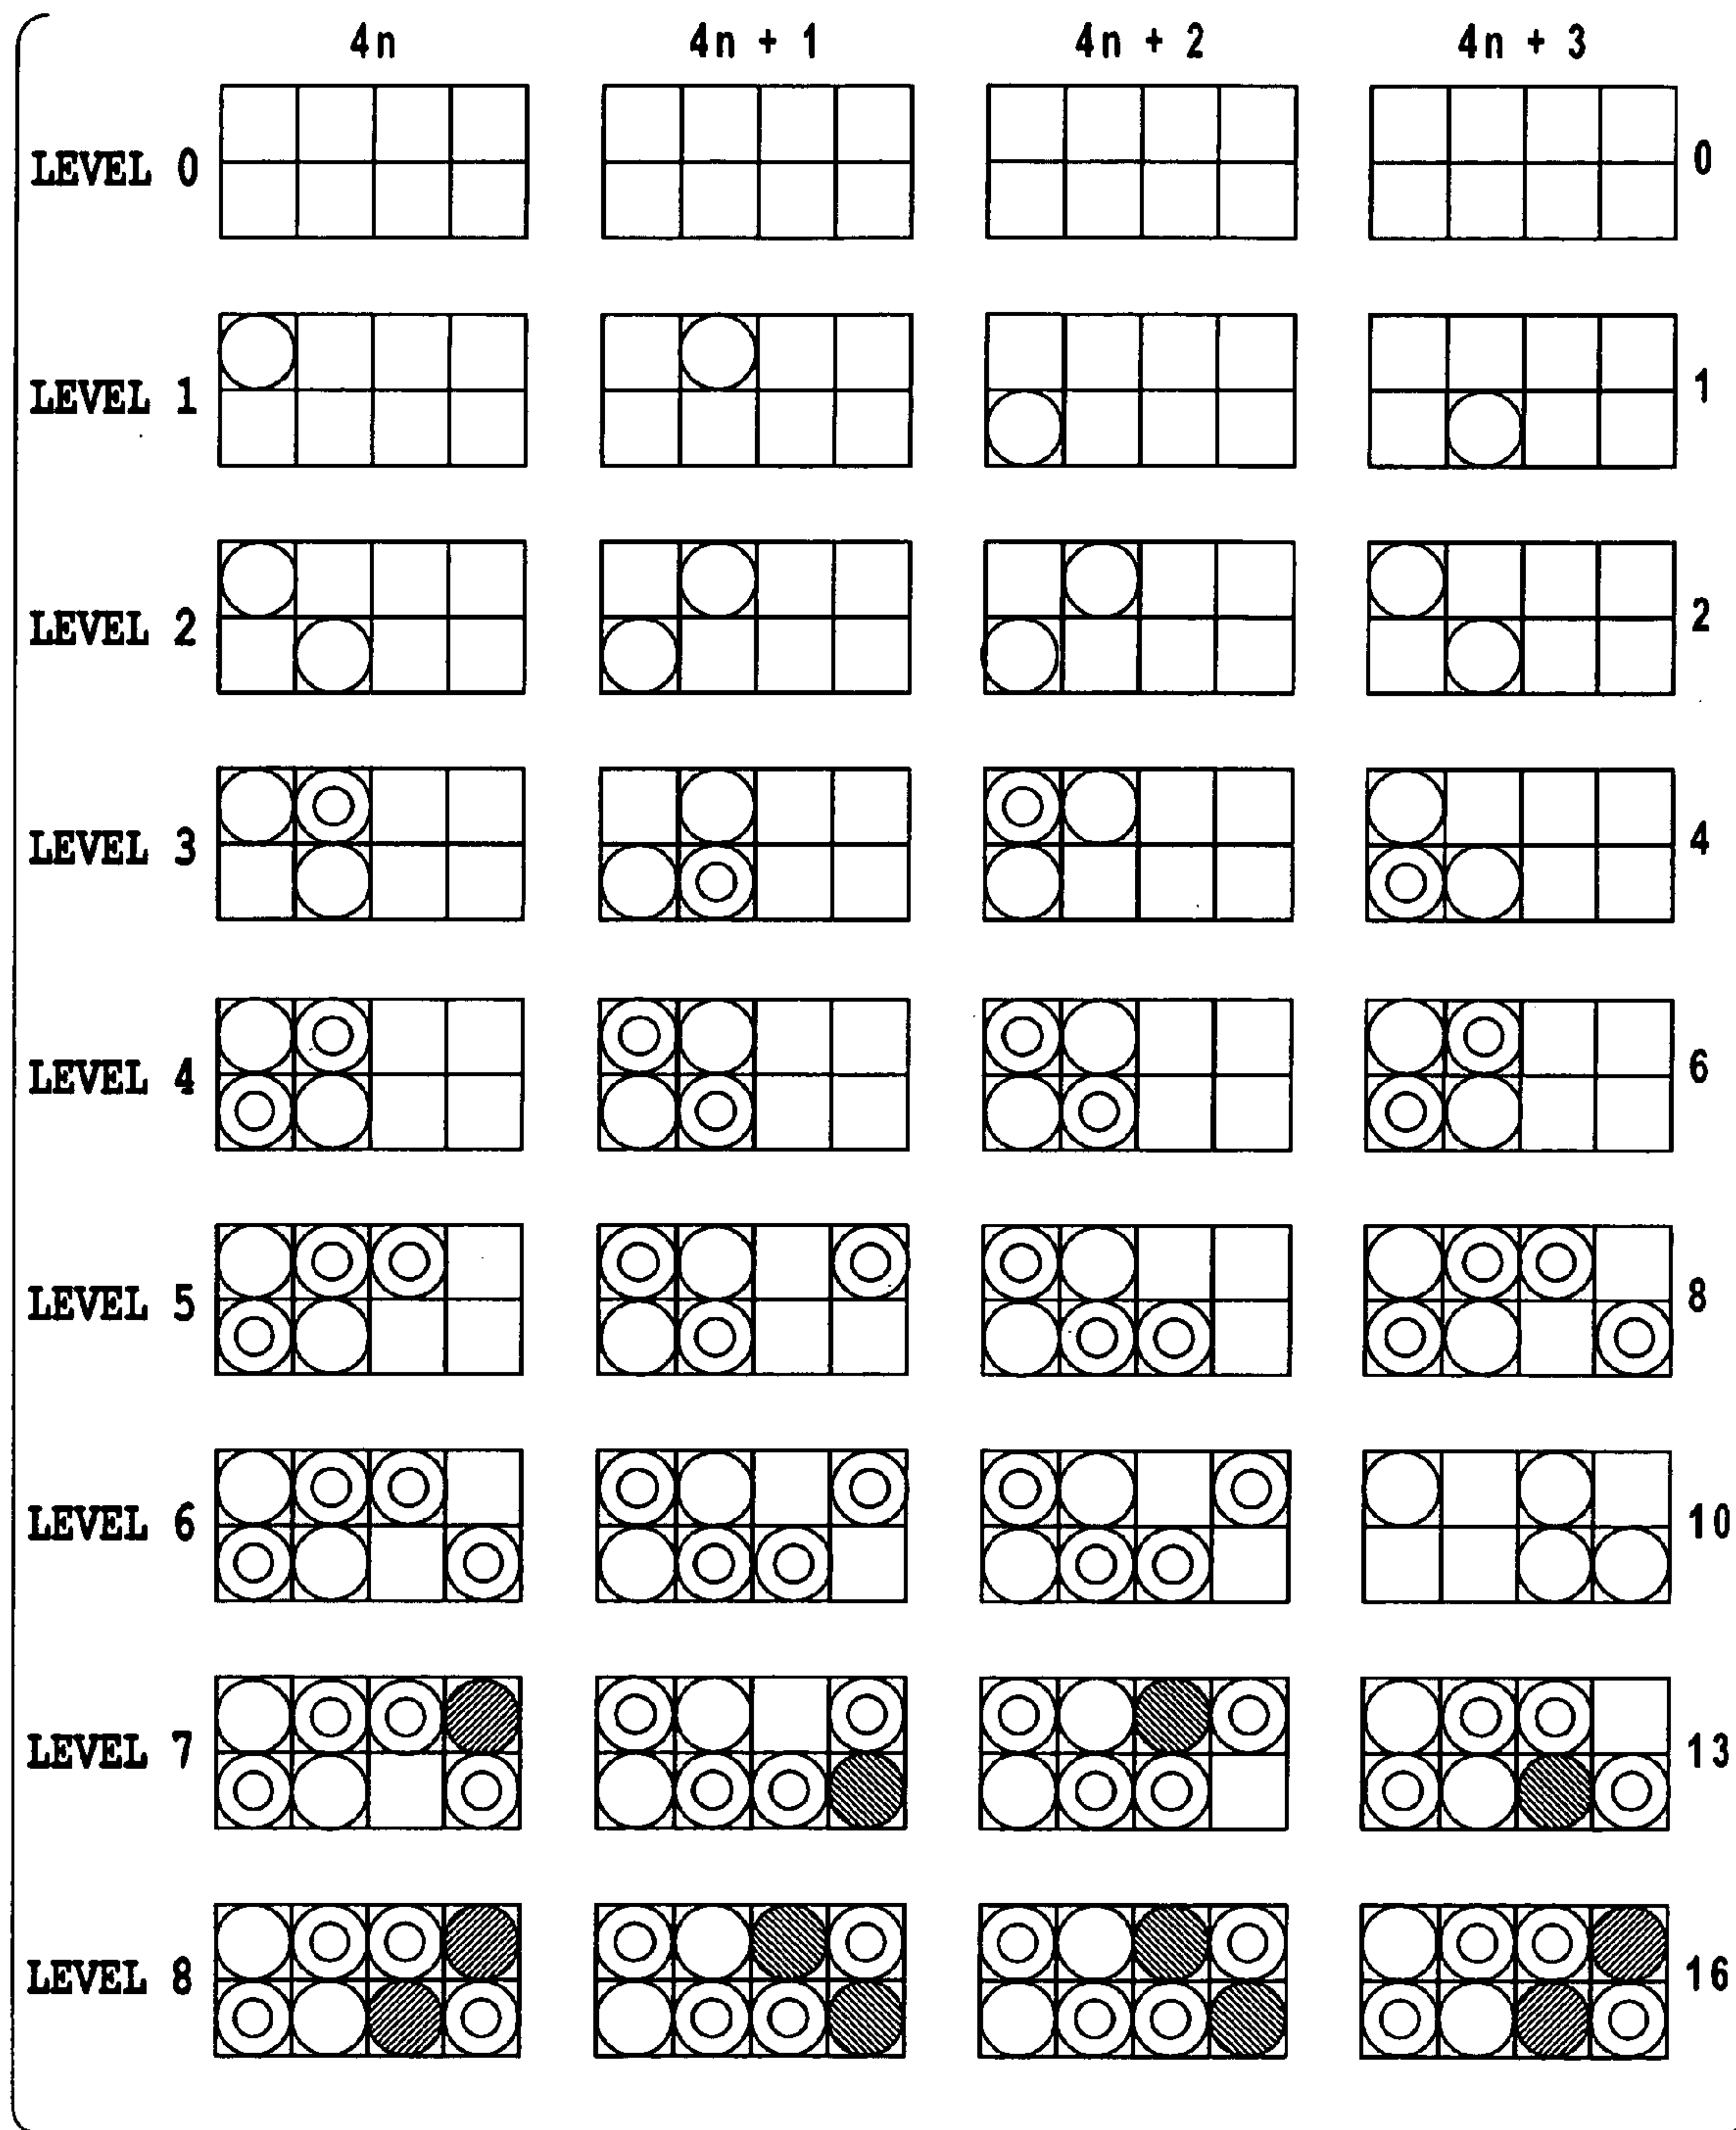 4n 4n + 1 4n + 2 4n + 3
LEVEL 0 0
LEVEL 1 1
LEVEL 2 2
LEVEL 3 4
LEVEL 4 6
LEVEL 5 8
LEVEL 6 10
LEVEL 7 13
LEVEL 8 16